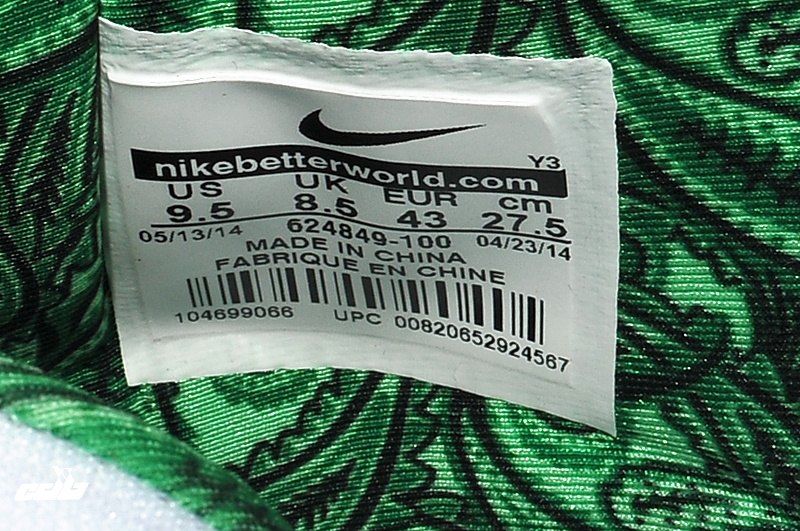 Y3
nikebetterworld.com
US UK EUR cm
9.5 8.5 43 27.5
05/13/14 624849-100 04/23/14
MADE IN CHINA
FABRIQUE EN CHINE
104699066 UPC 00820652924567
edb